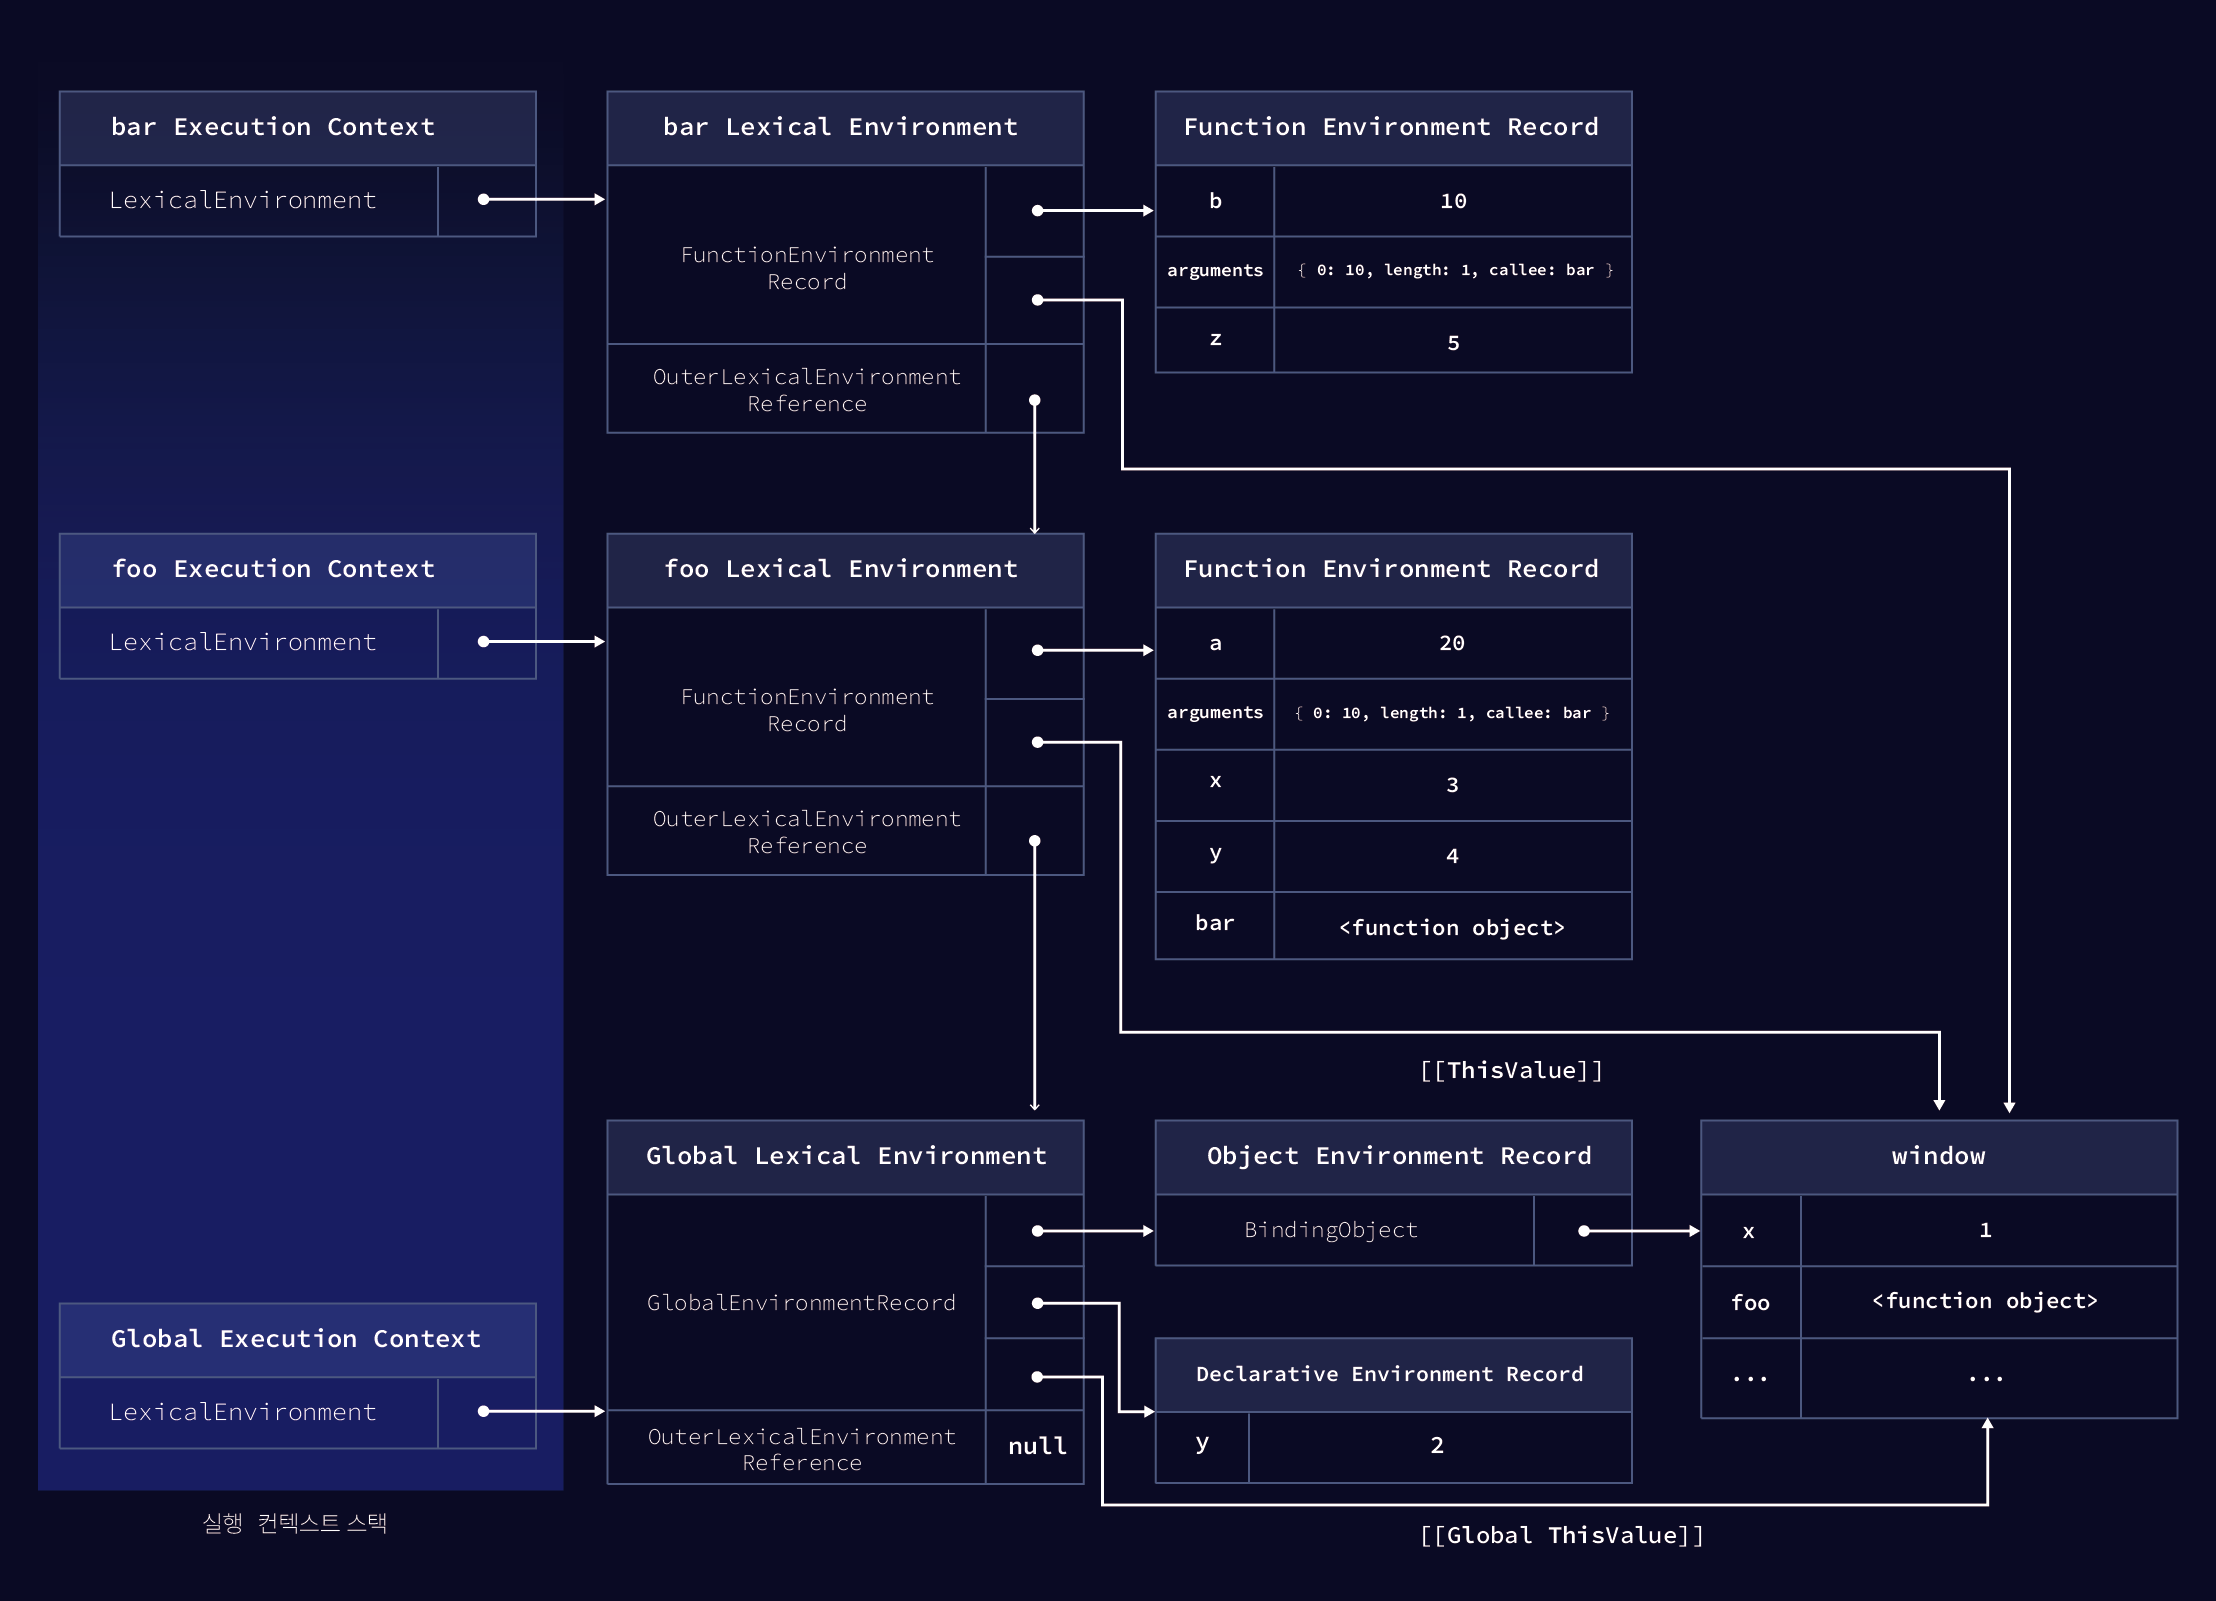 bar Execution Context
LexicalEnvironment
bar Lexical Environment
FunctionEnvironment
Record
OuterLexicalEnvironment
Reference
Function Environment Record
b 10
arguments { 0: 10, length: 1, callee: bar }
z 5
foo Execution Context
LexicalEnvironment
foo Lexical Environment
FunctionEnvironment
Record
OuterLexicalEnvironment
Reference
Function Environment Record
a 20
arguments { 0: 10, length: 1, callee: bar }
x 3
y 4
bar <function object>
[[ThisValue]]
Global Execution Context
LexicalEnvironment
실행 컨텍스트 스택
Global Lexical Environment
GlobalEnvironmentRecord
OuterLexicalEnvironment
Reference
null
Object Environment Record
BindingObject
Declarative Environment Record
y 2
window
x 1
foo <function object>
... ...
[[Global ThisValue]]